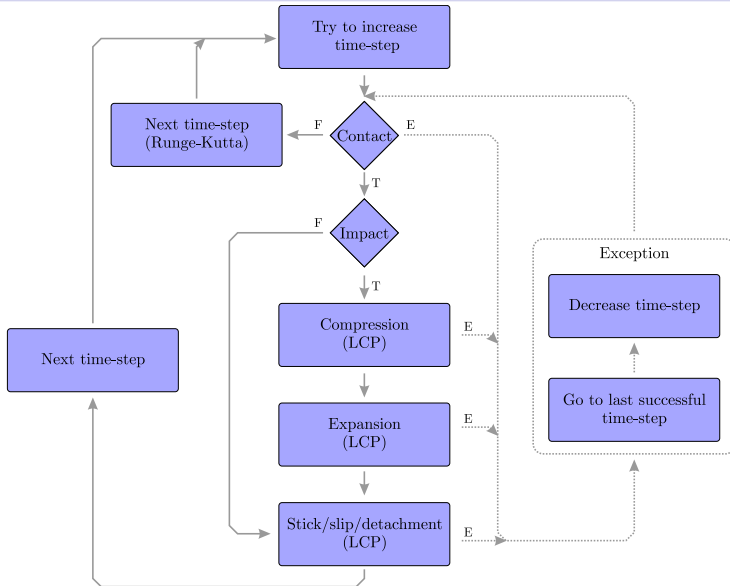 Try to increase
time-step
Next time-step
(Runge-Kutta)
F
Contact
E
T
F
Impact
T
Exception
Decrease time-step
Compression
(LCP)
E
Next time-step
Go to last successful
time-step
Expansion
(LCP)
E
Stick/slip/detachment
(LCP)
E